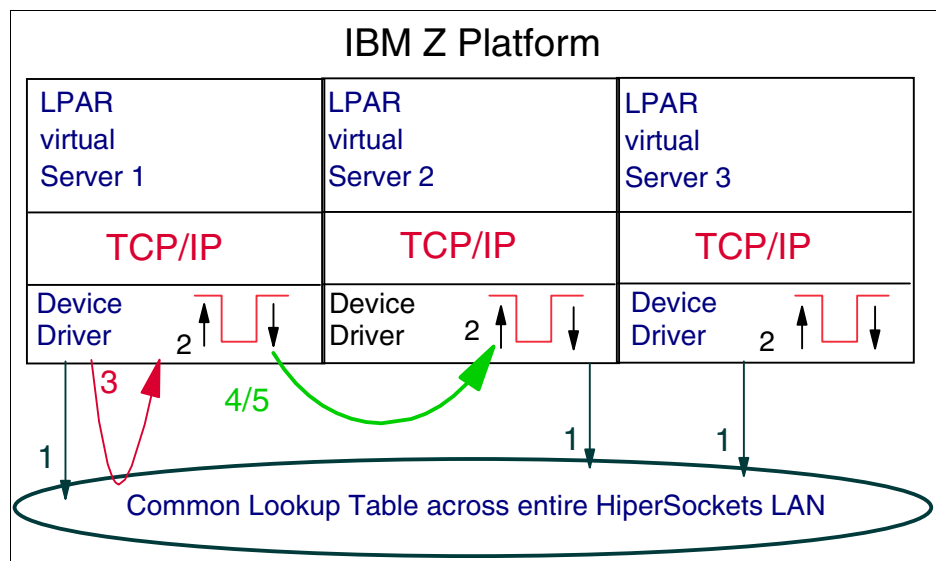 IBM Z Platform
LPAR
virtual
Server 1
LPAR
virtual
Server 2
LPAR
virtual
Server 3
TCP/IP
TCP/IP
TCP/IP
Device
Driver
2
Device
Driver
2
Device
Driver
2
3
4/5
1
1
1
Common Lookup Table across entire HiperSockets LAN